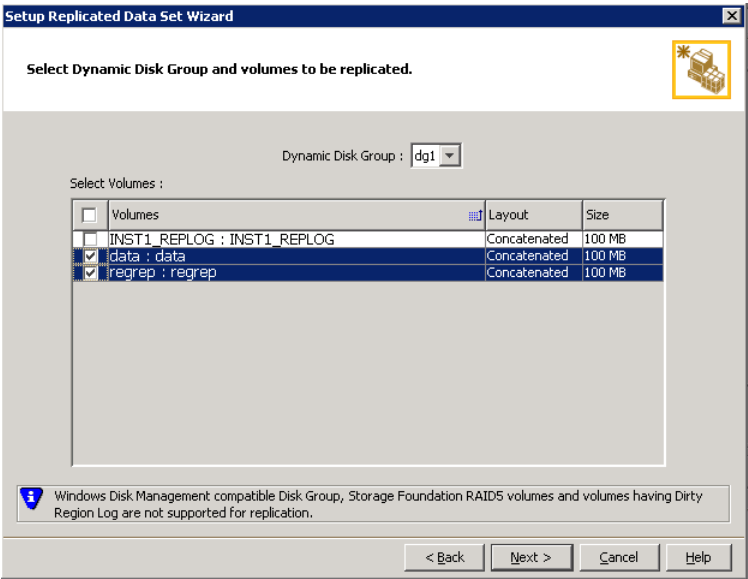 Setup Replicated Data Set Wizard
Select Dynamic Disk Group and volumes to be replicated.
Dynamic Disk Group : dg1
Select Volumes :
Volumes Layout Size
INST1_REPLOG : INST1_REPLOG Concatenated 100 MB
data : data Concatenated 100 MB
regrep : regrep Concatenated 100 MB
Windows Disk Management compatible Disk Group, Storage Foundation RAID5 volumes and volumes having Dirty
Region Log are not supported for replication.
< Back Next > Cancel Help